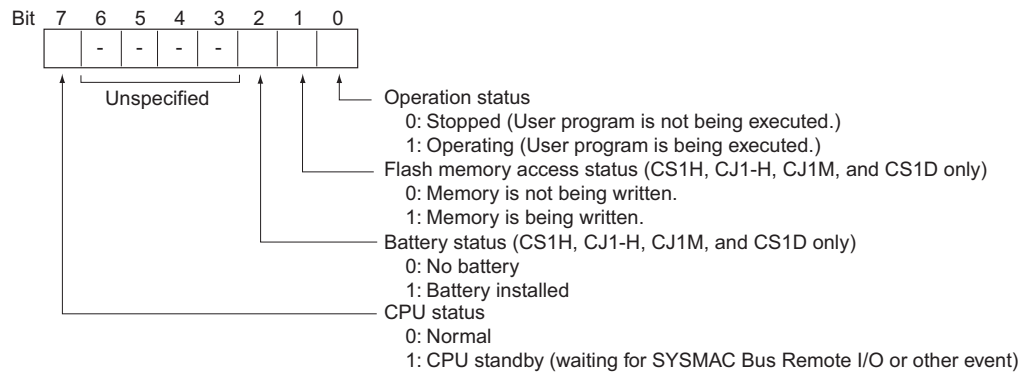 Bit 7 6 5 4 3 2 1 0
- - - -
Unspecified
Operation status
0: Stopped (User program is not being executed.)
1: Operating (User program is being executed.)
Flash memory access status (CS1H, CJ1-H, CJ1M, and CS1D only)
0: Memory is not being written.
1: Memory is being written.
Battery status (CS1H, CJ1-H, CJ1M, and CS1D only)
0: No battery
1: Battery installed
CPU status
0: Normal
1: CPU standby (waiting for SYSMAC Bus Remote I/O or other event)